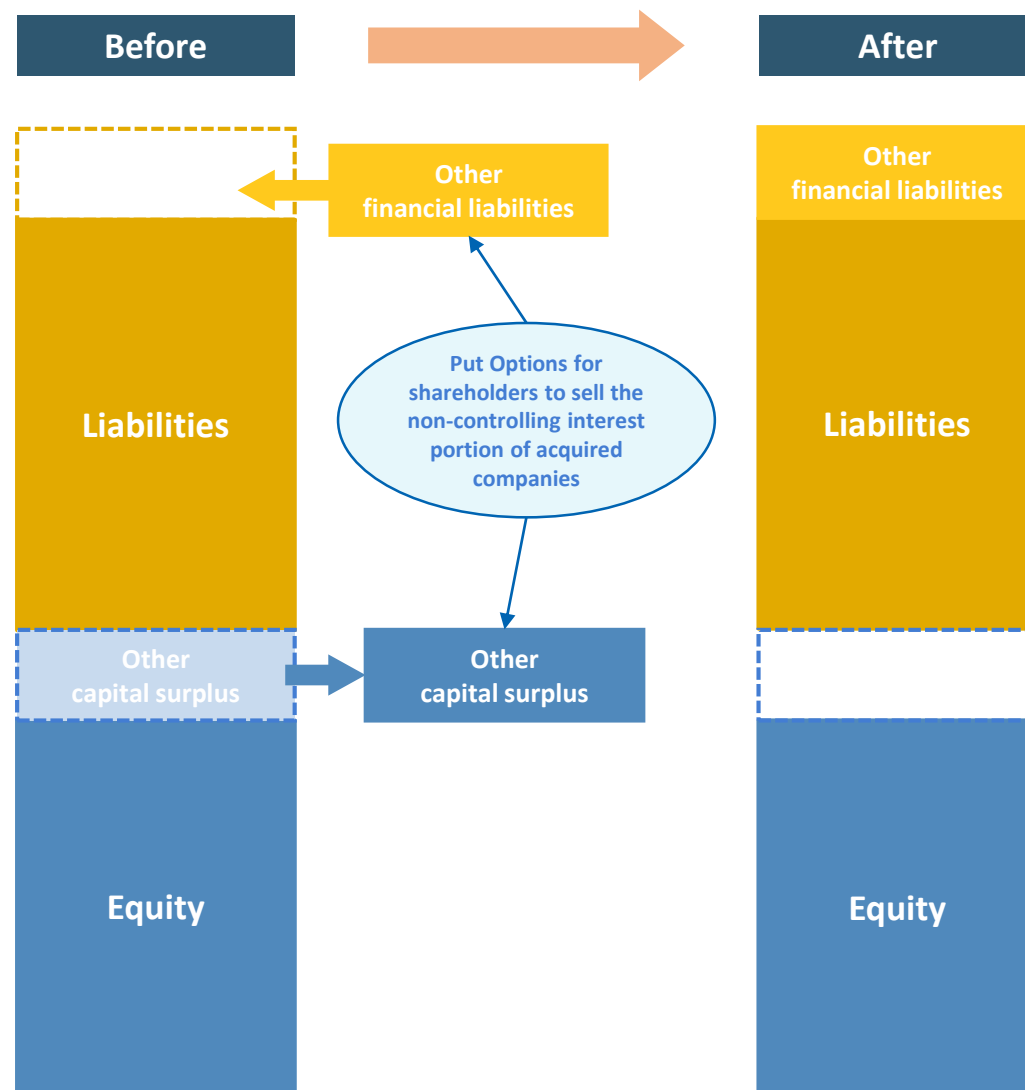 Before
After
Other
financial liabilities
Other
financial liabilities
Put Options for
shareholders to sell the
non-controlling interest
portion of acquired
companies
Liabilities
Liabilities
Other
capital surplus
Other
capital surplus
Equity
Equity